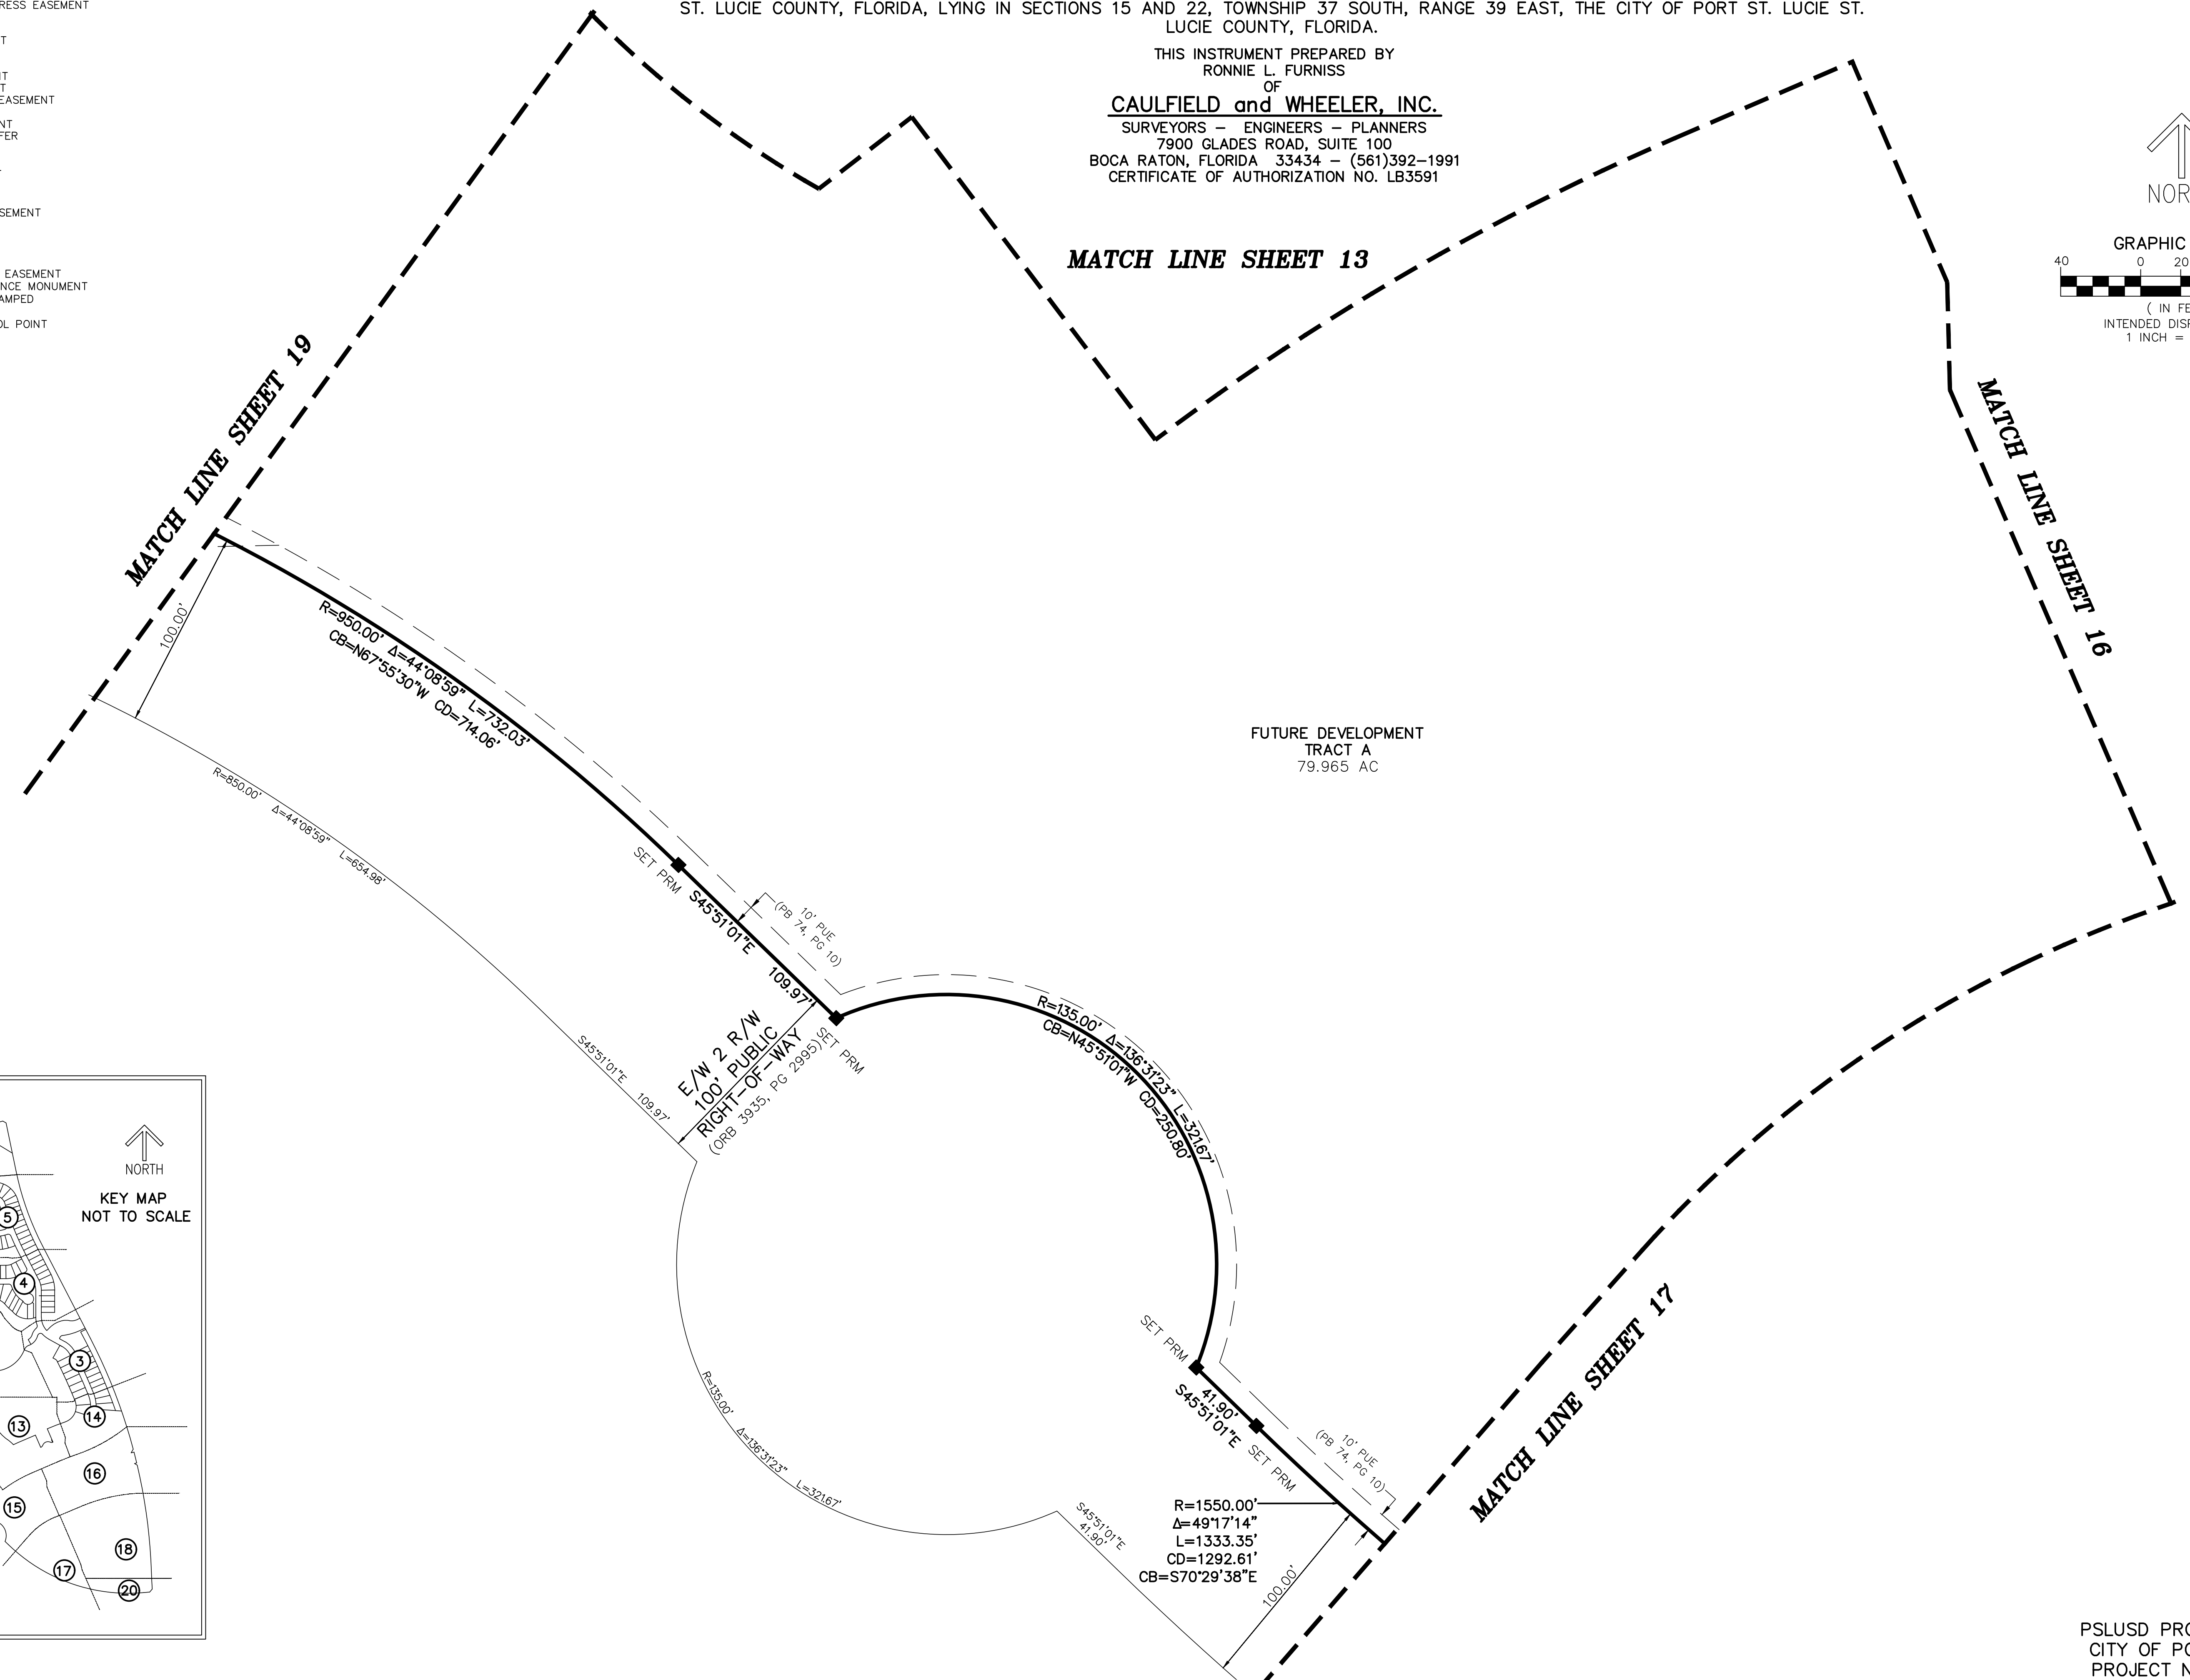 RESS EASEMENT
ST. LUCIE COUNTY, FLORIDA, LYING IN SECTIONS 15 AND 22, TOWNSHIP 37 SOUTH, RANGE 39 EAST, THE CITY OF PORT ST. LUCIE ST.
LUCIE COUNTY, FLORIDA.
THIS INSTRUMENT PREPARED BY
RONNIE L. FURNISS
OF
CAULFIELD and WHEELER, INC.
SURVEYORS – ENGINEERS – PLANNERS
7900 GLADES ROAD, SUITE 100
BOCA RATON, FLORIDA 33434 – (561)392–1991
CERTIFICATE OF AUTHORIZATION NO. LB3591
EASEMENT
SEMENT
EASEMENT
NCE MONUMENT
AMPED
OL POINT
GRAPHIC
40 0 20
( IN FE
INTENDED DISP
1 INCH =
MATCH LINE SHEET 13
MATCH LINE SHEET 19
MATCH LINE SHEET 16
100.00'
R=950.00' Δ=44°08'59" L=732.03'
CB=N67°55'30"W CD=714.06'
R=850.00' Δ=44°08'59" L=654.98'
FUTURE DEVELOPMENT
TRACT A
79.965 AC
SET PRM
S45°51'01"E 109.97'
10' PUE
(PB 74, PG 10)
SET PRM
E/W 2 R/W
100' PUBLIC
RIGHT–OF–WAY
(ORB 3935, PG 2995)
S45°51'01"E 109.97'
R=135.00' Δ=136°31'23" L=321.67'
CB=N45°51'01"W CD=250.80'
NORTH
KEY MAP
NOT TO SCALE
5
4
3
14
13
16
15
18
17
20
SET PRM
41.90'
S45°51'01"E
SET PRM
10' PUE
(PB 74, PG 10)
MATCH LINE SHEET 17
R=135.00' Δ=136°31'23" L=321.67'
S45°51'01"E
41.90'
R=1550.00'
Δ=49°17'14"
L=1333.35'
CD=1292.61'
CB=S70°29'38"E
100.00'
PSLUSD PRO
CITY OF PO
PROJECT N